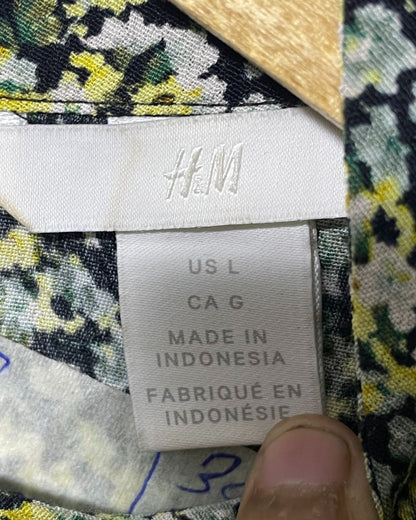 H&M
US L
CA G
MADE IN
INDONESIA
FABRIQUÉ EN
INDONÉSIE